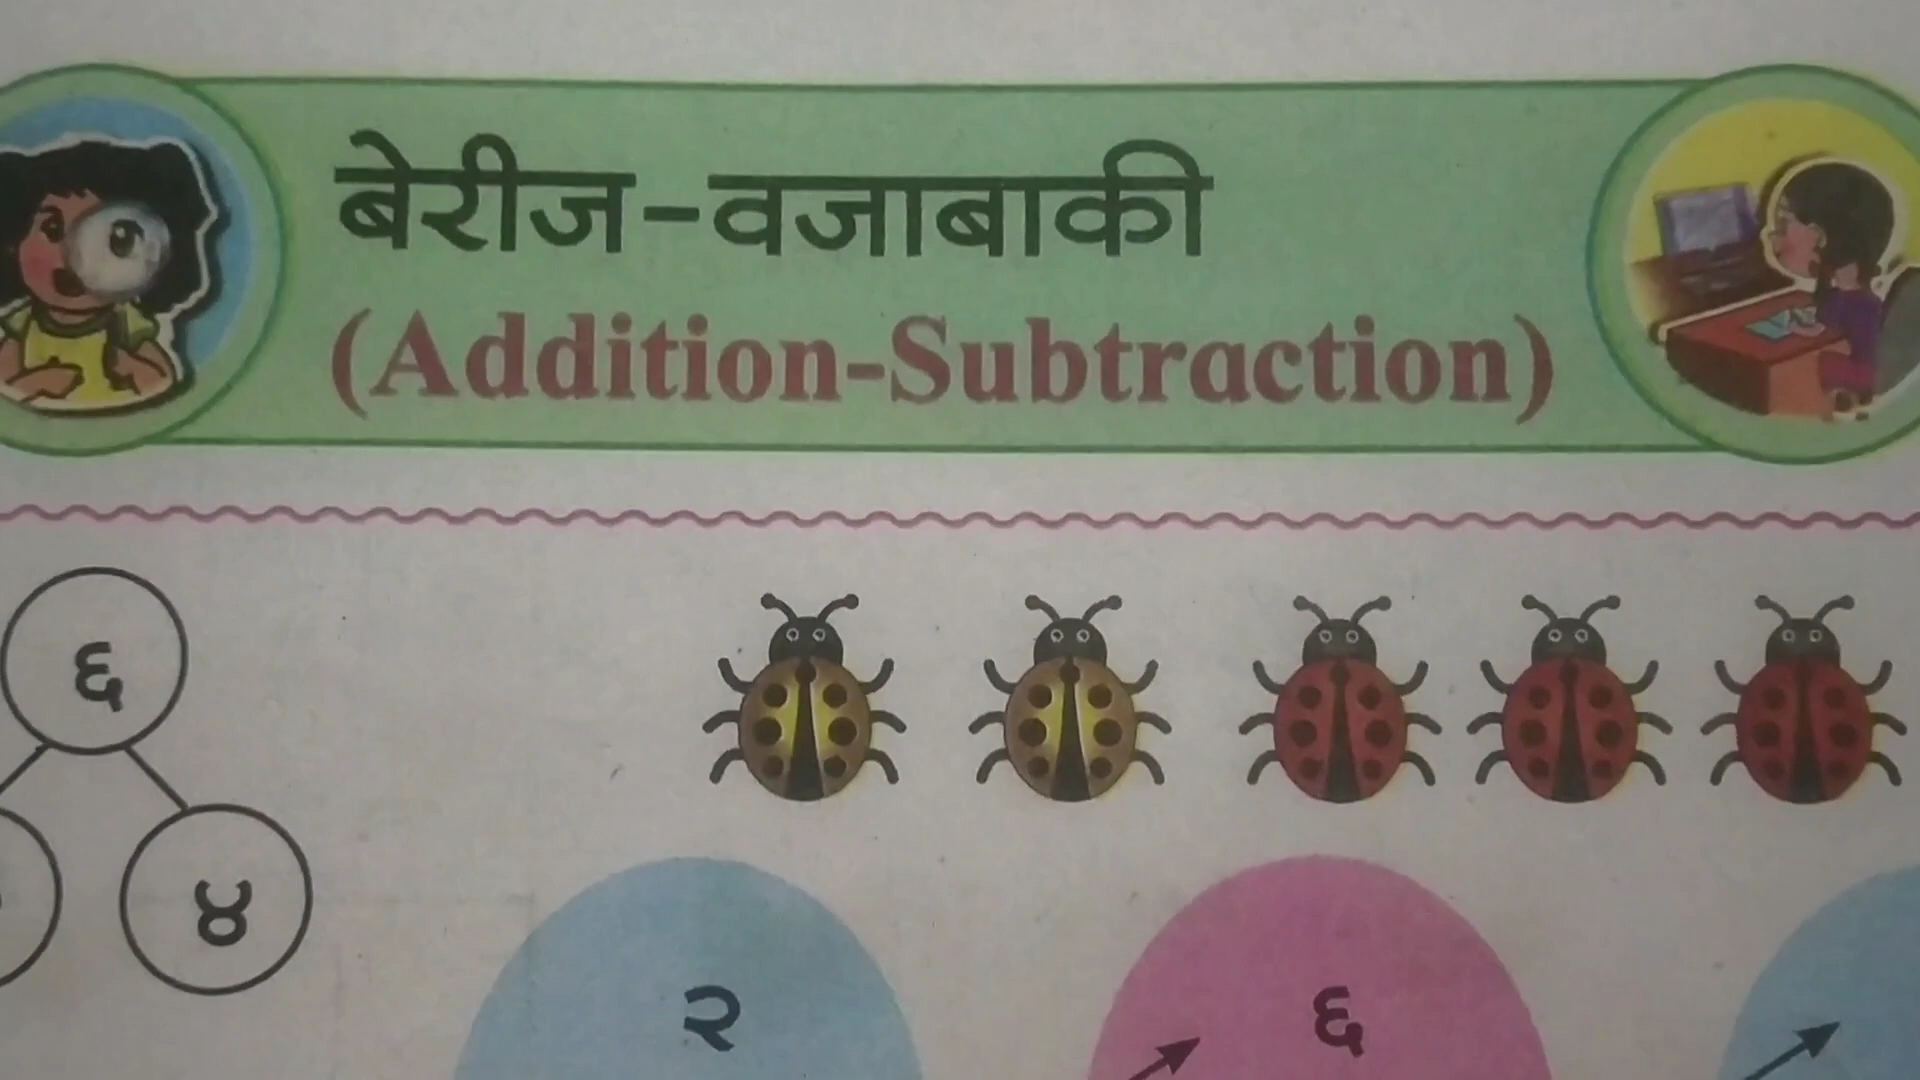 बेरीज-वजाबाकी
(Addition-Subtraction)
६
४
२
६